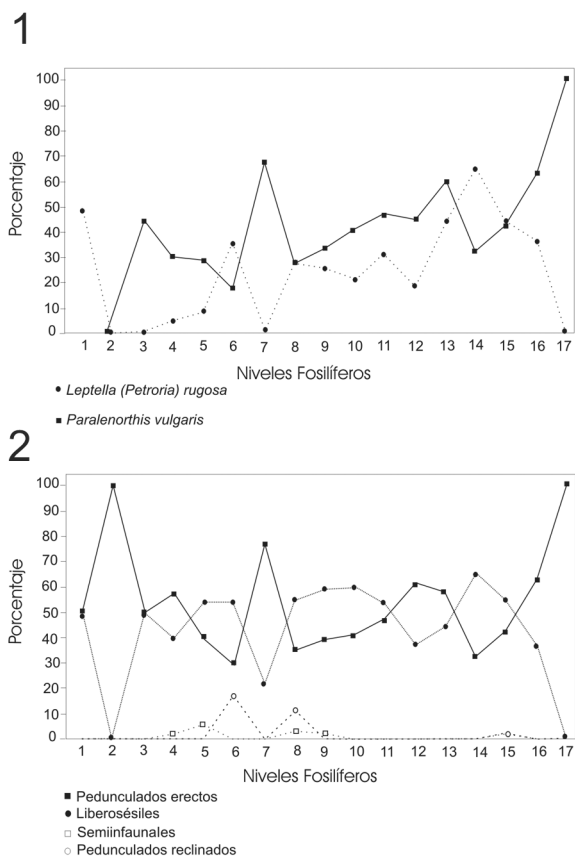 1
Porcentaje
100
90
80
70
60
50
40
30
20
10
0
1 2 3 4 5 6 7 8 9 10 11 12 13 14 15 16 17
Niveles Fosilíferos
Leptella (Petroria) rugosa
Paralenorthis vulgaris
2
Porcentaje
100
90
80
70
60
50
40
30
20
10
0
1 2 3 4 5 6 7 8 9 10 11 12 13 14 15 16 17
Niveles Fosilíferos
Pedunculados erectos
Liberosésiles
Semiinfaunales
Pedunculados reclinados